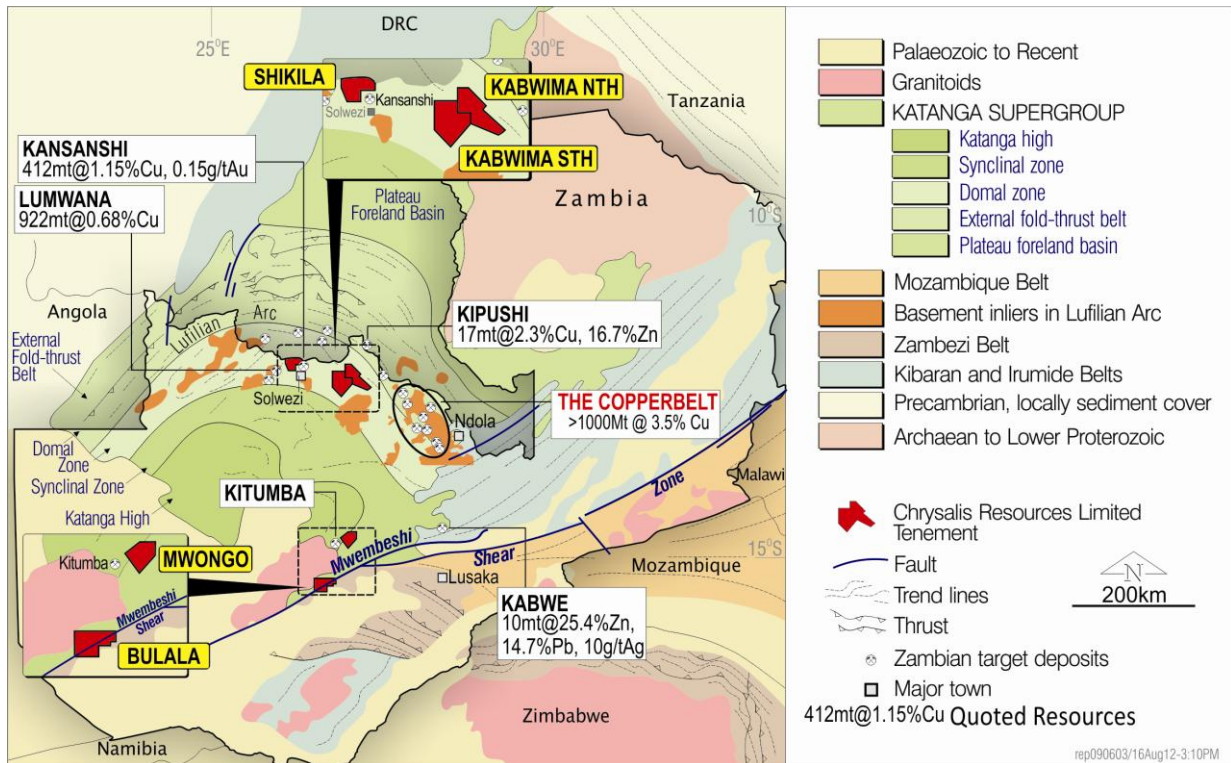 25°E
DRC
30°E
Tanzania
SHIKILA
Kansanshi
Solwezi
KABWIMA NTH
KABWIMA STH
KANSANSHI
412mt@1.15%Cu, 0.15g/tAu
LUMWANA
922mt@0.68%Cu
Plateau
Foreland Basin
Zambia
10°S
Angola
External
Fold-thrust
Belt
Lufilian
Arc
KIPUSHI
17mt@2.3%Cu, 16.7%Zn
Solwezi
THE COPPERBELT
>1000Mt @ 3.5% Cu
Ndola
Malawi
Domal
Zone
Synclinal Zone
Katanga High
KITUMBA
Mwembeshi
Shear
Zone
15°S
Mozambique
Lusaka
Kitumba
MWONGO
Mwembeshi
Shear
BULALA
KABWE
10mt@25.4%Zn,
14.7%Pb, 10g/tAg
Zimbabwe
Namibia
Palaeozoic to Recent
Granitoids
KATANGA SUPERGROUP
Katanga high
Synclinal zone
Domal zone
External fold-thrust belt
Plateau foreland basin
Mozambique Belt
Basement inliers in Lufilian Arc
Zambezi Belt
Kibaran and Irumide Belts
Precambrian, locally sediment cover
Archaean to Lower Proterozoic
Chrysalis Resources Limited
Tenement
Fault
Trend lines
Thrust
Zambian target deposits
Major town
412mt@1.15%Cu Quoted Resources
N
200km
rep090603/16Aug12-3:10PM